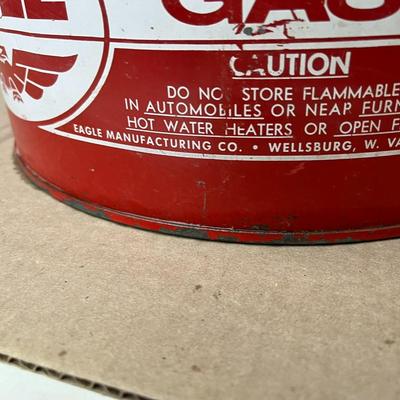 GAS
CAUTION
DO NOT STORE FLAMMABLE
IN AUTOMOBILES OR NEAR FURN
HOT WATER HEATERS OR OPEN F
EAGLE MANUFACTURING CO. • WELLSBURG, W. VA